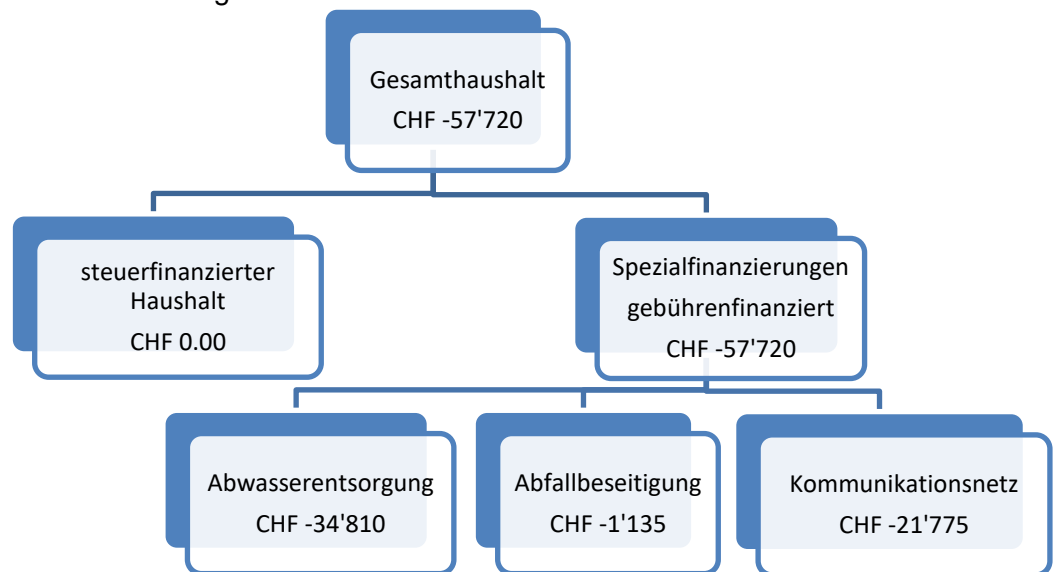 Gesamthaushalt
CHF -57'720
steuerfinanzierter
Haushalt
CHF 0.00
Spezialfinanzierungen
gebührenfinanziert
CHF -57'720
Abwasserentsorgung
CHF -34'810
Abfallbeseitigung
CHF -1'135
Kommunikationsnetz
CHF -21'775